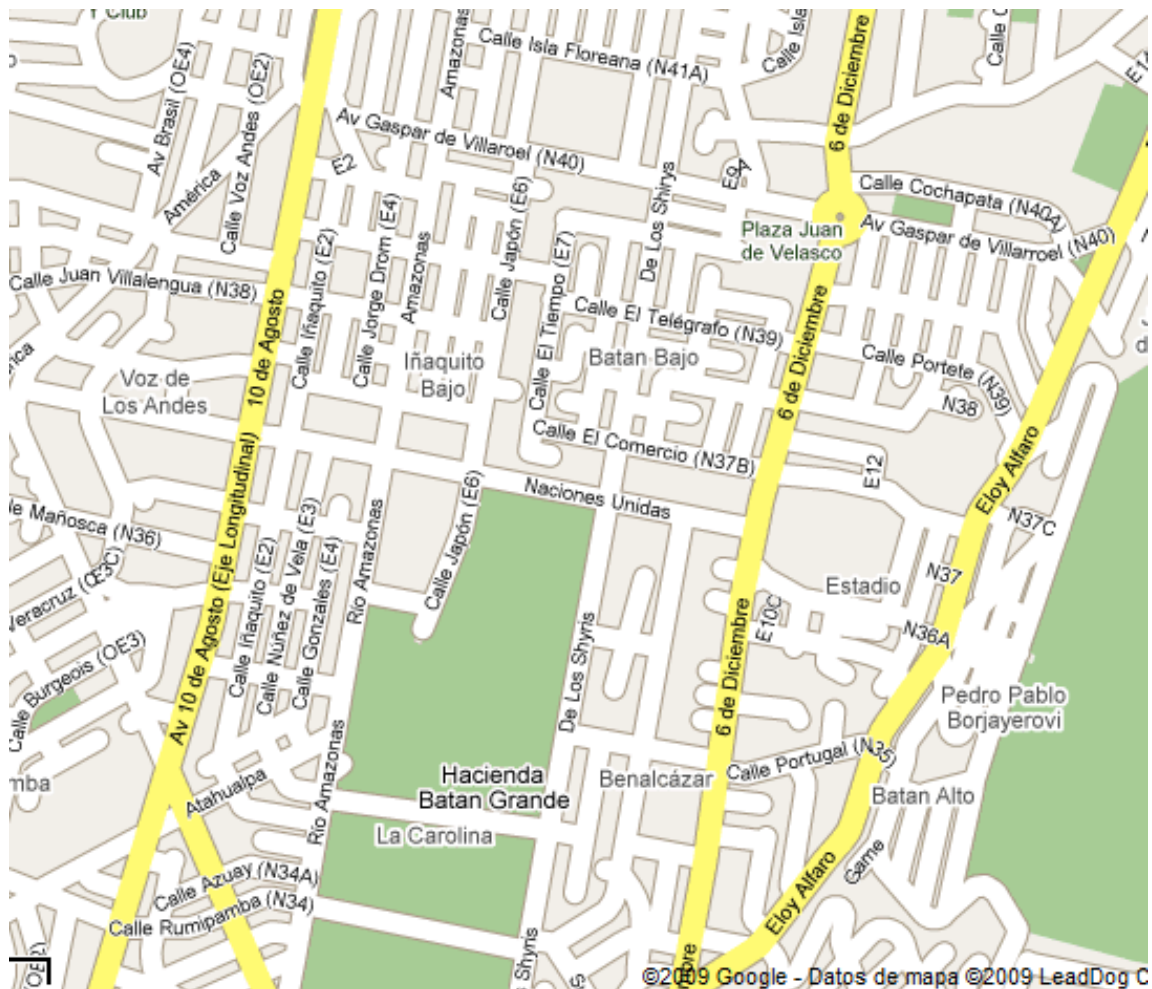 Y Club
Calle Isla Floreana (N41A)
Calle Isla
Calle C
E1A
Av Brasil (OE4)
Calle Voz Andes (OE2)
Amazonas
6 de Diciembre
Av Gaspar de Villaroel (N40)
E2
América
E9A
De Los Shirys
Calle Cochapata (N40A)
Plaza Juan
de Velasco
Av Gaspar de Villarroel (N40)
Calle Japón (E6)
Calle Jorge Drom (E4)
Calle Iñaquito (E2)
Amazonas
Calle El Tiempo (E7)
Calle Juan Villalengua (N38)
10 de Agosto
Calle El Telégrafo (N39)
6 de Diciembre
Calle Portete (N39)
N38
Voz de
Los Andes
Iñaquito
Bajo
Batan Bajo
Calle El Comercio (N37B)
E12
Eloy Alfaro
N37C
Naciones Unidas
de Mañosca (N36)
Av 10 de Agosto (Eje Longitudinal)
Calle Iñaquito (E2)
Calle Núñez de Vela (E3)
Calle Gonzales (E4)
Río Amazonas
Calle Japón (E6)
Estadio
N37
N36A
E10C
Veracruz (OE3C)
Calle Burgeois (OE3)
De Los Shyris
6 de Diciembre
Pedro Pablo
Borjayerovi
Calle Portugal (N35)
Benalcázar
Batan Alto
mba
Atahualpa
Río Amazonas
Hacienda
Batan Grande
La Carolina
Calle Azuay (N34A)
Calle Rumipamba (N34)
Game
Eloy Alfaro
Shyris
bre
©2009 Google - Datos de mapa ©2009 LeadDog C